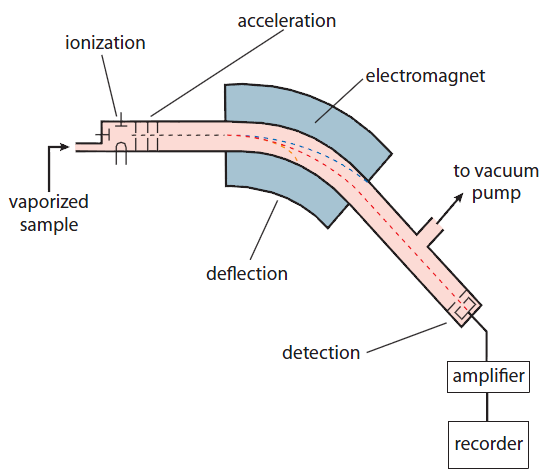 acceleration
ionization
electromagnet
to vacuum
pump
vaporized
sample
deflection
detection
amplifier
recorder